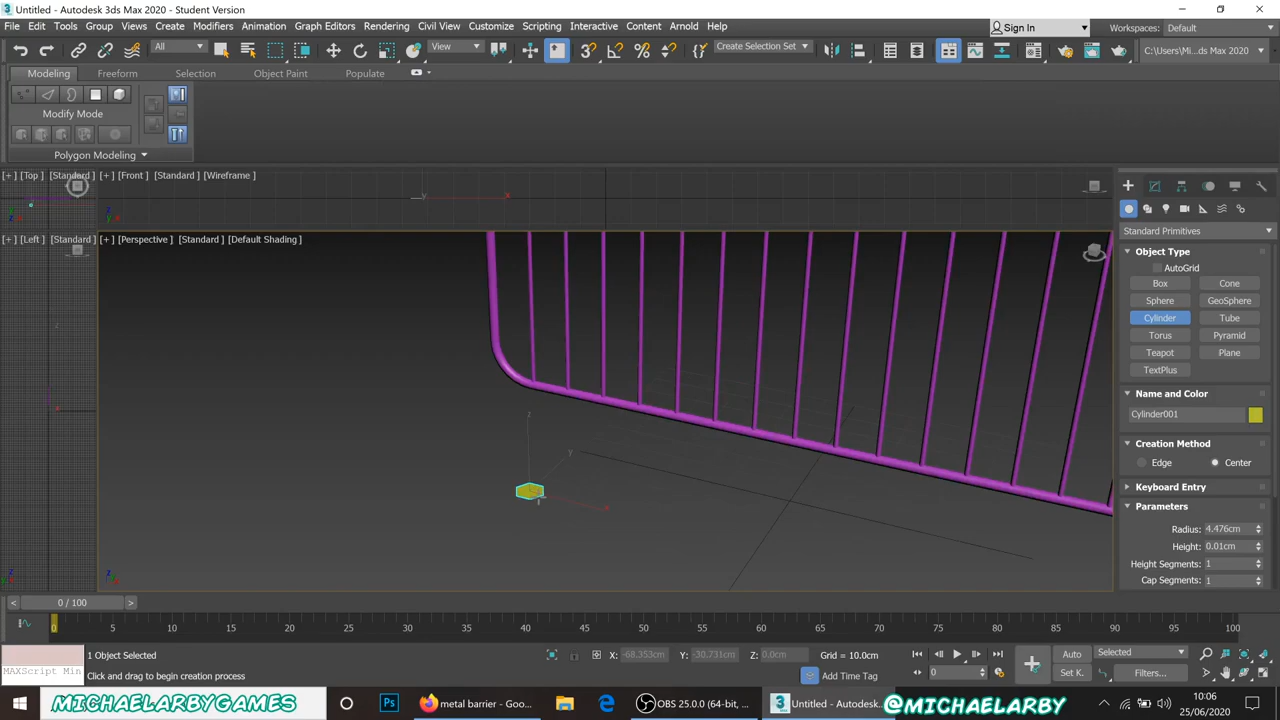 Untitled - Autodesk 3ds Max 2020 - Student Version
File Edit Tools Group Views Create Modifiers Animation Graph Editors Rendering Civil View Customize Scripting Interactive Content Arnold Help
Sign In
Workspaces: Default
All
View
Create Selection Set
C:\Users\Mi...ds Max 2020
Modeling Freeform Selection Object Paint Populate
Modify Mode
Polygon Modeling
[+] [Top] [Standard]
[+] [Front] [Standard] [Wireframe]
[+] [Left] [Standard]
[+] [Perspective] [Standard] [Default Shading]
Standard Primitives
Object Type
AutoGrid
Box Cone
Sphere GeoSphere
Cylinder Tube
Torus Pyramid
Teapot Plane
TextPlus
Name and Color
Cylinder001
Creation Method
Edge Center
Keyboard Entry
Parameters
Radius: 4.476cm
Height: 0.01cm
Height Segments: 1
Cap Segments: 1
0 / 100
0 5 10 15 20 25 30 35 40 45 50 55 60 65 70 75 80 85 90 95 100
MAXScript Min
1 Object Selected
Click and drag to begin creation process
X: -68.353cm Y: -30.731cm Z: 0.0cm Grid = 10.0cm
Add Time Tag
0
Auto Selected
Set K. Filters...
MICHAELARBYGAMES
metal barrier - Goo...
OBS 25.0.0 (64-bit, ...
Untitled - Autodesk...
@MICHAELARBY
10:06
25/06/2020